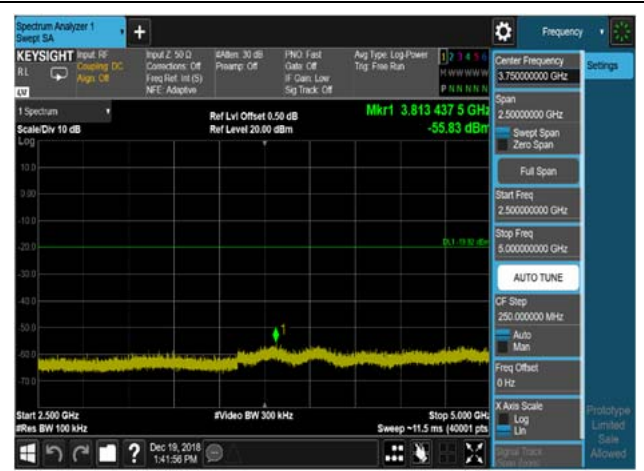 Spectrum Analyzer 1
Swept SA
+
Frequency
KEYSIGHT
RL
Input: RF
Coupling: DC
Align: Off
Input Z: 50 Ω
Corrections: Off
Freq Ref: Int (S)
NFE: Adaptive
#Atten: 30 dB
Preamp: Off
PNO: Fast
Gate: Off
IF Gain: Low
Sig Track: Off
Avg Type: Log-Power
Trig: Free Run
1 2 3 4 5 6
M W W W W W
P N N N N N
1 Spectrum
Scale/Div 10 dB
Log
Ref Lvl Offset 0.50 dB
Ref Level 20.00 dBm
Mkr1 3.813 437 5 GHz
-55.83 dBm
10.0
0.00
-10.0
-20.0
-30.0
-40.0
-50.0
-60.0
-70.0
1
Start 2.500 GHz
#Res BW 100 kHz
#Video BW 300 kHz
Stop 5.000 GHz
Sweep ~11.5 ms (40001 pts
?
Dec 19, 2018
1:41:56 PM
Center Frequency
3.750000000 GHz
Span
2.50000000 GHz
Swept Span
Zero Span
Full Span
Start Freq
2.500000000 GHz
Stop Freq
5.000000000 GHz
AUTO TUNE
CF Step
250.000000 MHz
Auto
Man
Freq Offset
0 Hz
X Axis Scale
Log
Lin
Signal Track
Settings
Prototype
Limited
Sale
Allowed